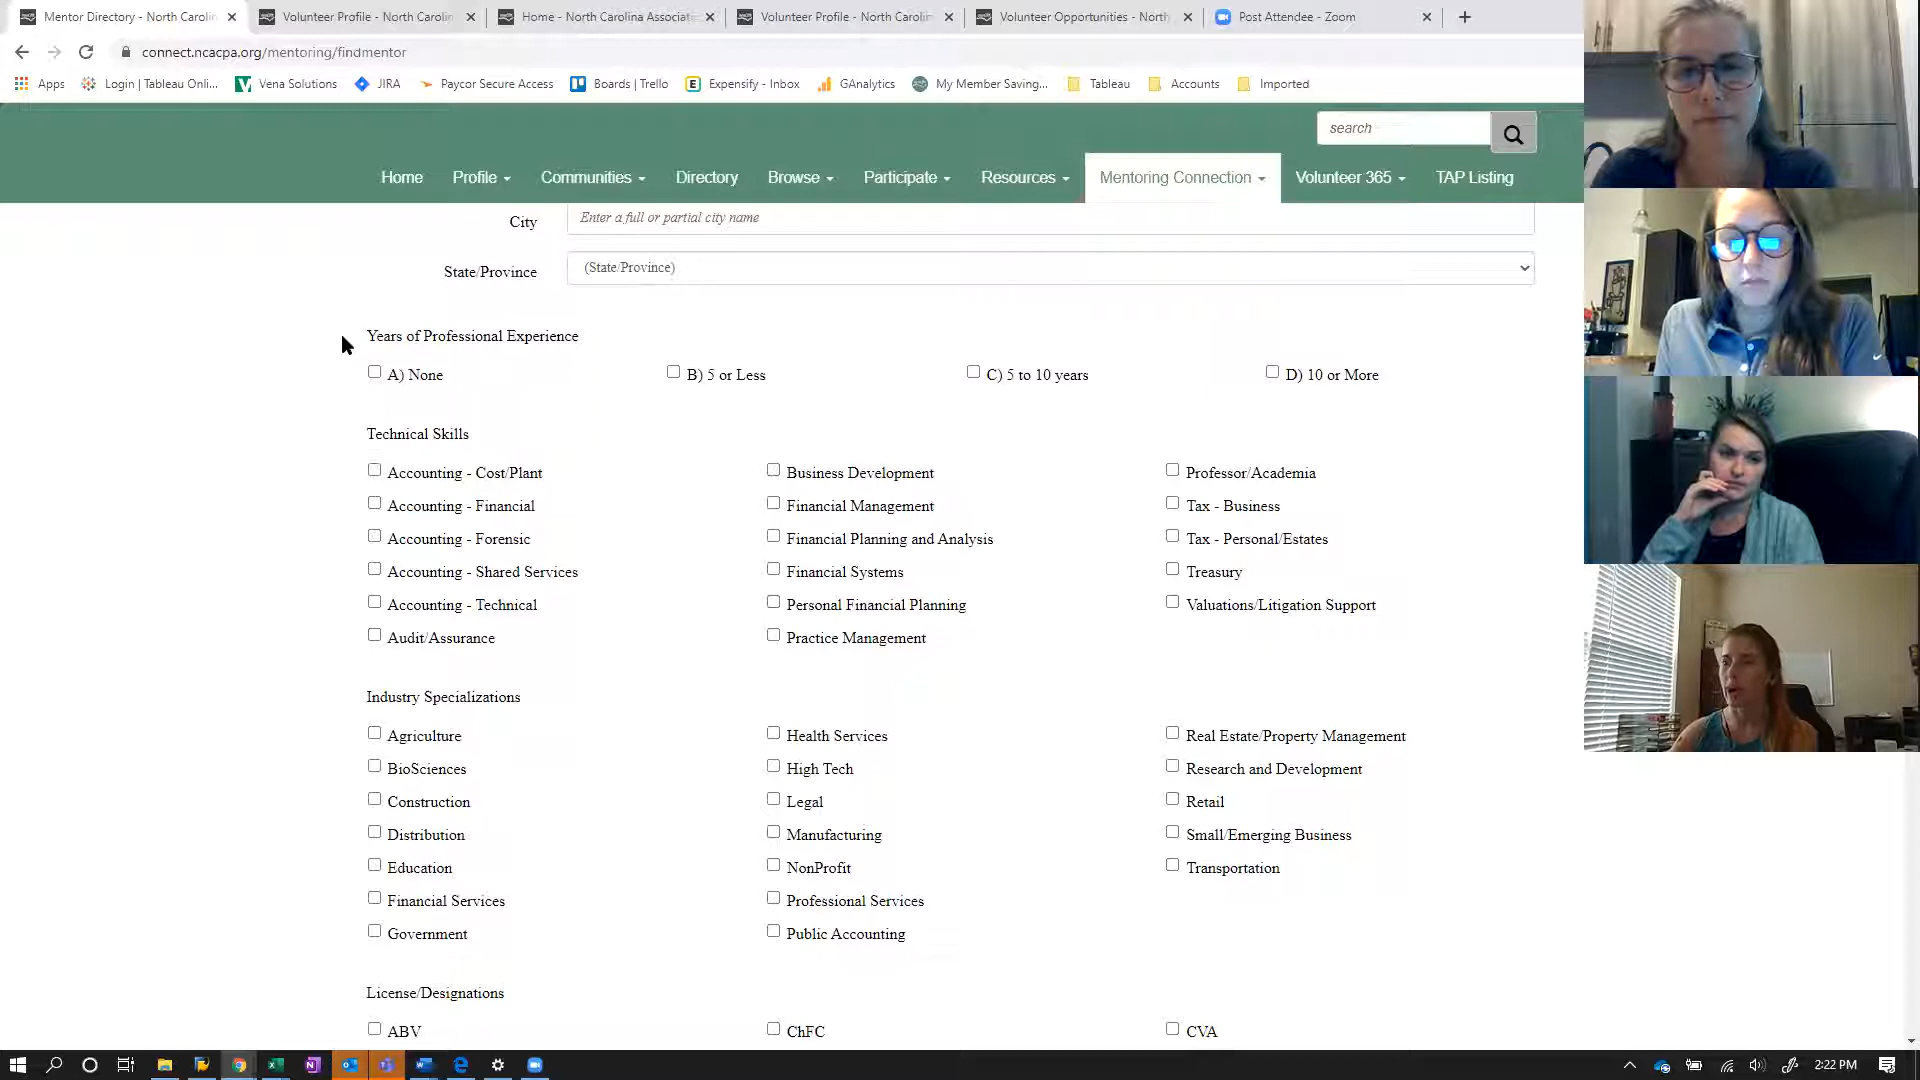 Mentor Directory - North Carolin
Volunteer Profile - North Carolin
Home - North Carolina Associati
Volunteer Profile - North Carolin
Volunteer Opportunities - North
Post Attendee - Zoom
connect.ncacpa.org/mentoring/findmentor
Apps
Login | Tableau Onli...
Vena Solutions
JIRA
Paycor Secure Access
Boards | Trello
Expensify - Inbox
GAnalytics
My Member Saving...
Tableau
Accounts
Imported
search
Home
Profile
Communities
Directory
Browse
Participate
Resources
Mentoring Connection
Volunteer 365
TAP Listing
City
Enter a full or partial city name
State/Province
(State/Province)
Years of Professional Experience
A) None
B) 5 or Less
C) 5 to 10 years
D) 10 or More
Technical Skills
Accounting - Cost/Plant
Business Development
Professor/Academia
Accounting - Financial
Financial Management
Tax - Business
Accounting - Forensic
Financial Planning and Analysis
Tax - Personal/Estates
Accounting - Shared Services
Financial Systems
Treasury
Accounting - Technical
Personal Financial Planning
Valuations/Litigation Support
Audit/Assurance
Practice Management
Industry Specializations
Agriculture
Health Services
Real Estate/Property Management
BioSciences
High Tech
Research and Development
Construction
Legal
Retail
Distribution
Manufacturing
Small/Emerging Business
Education
NonProfit
Transportation
Financial Services
Professional Services
Government
Public Accounting
License/Designations
ABV
ChFC
CVA
2:22 PM